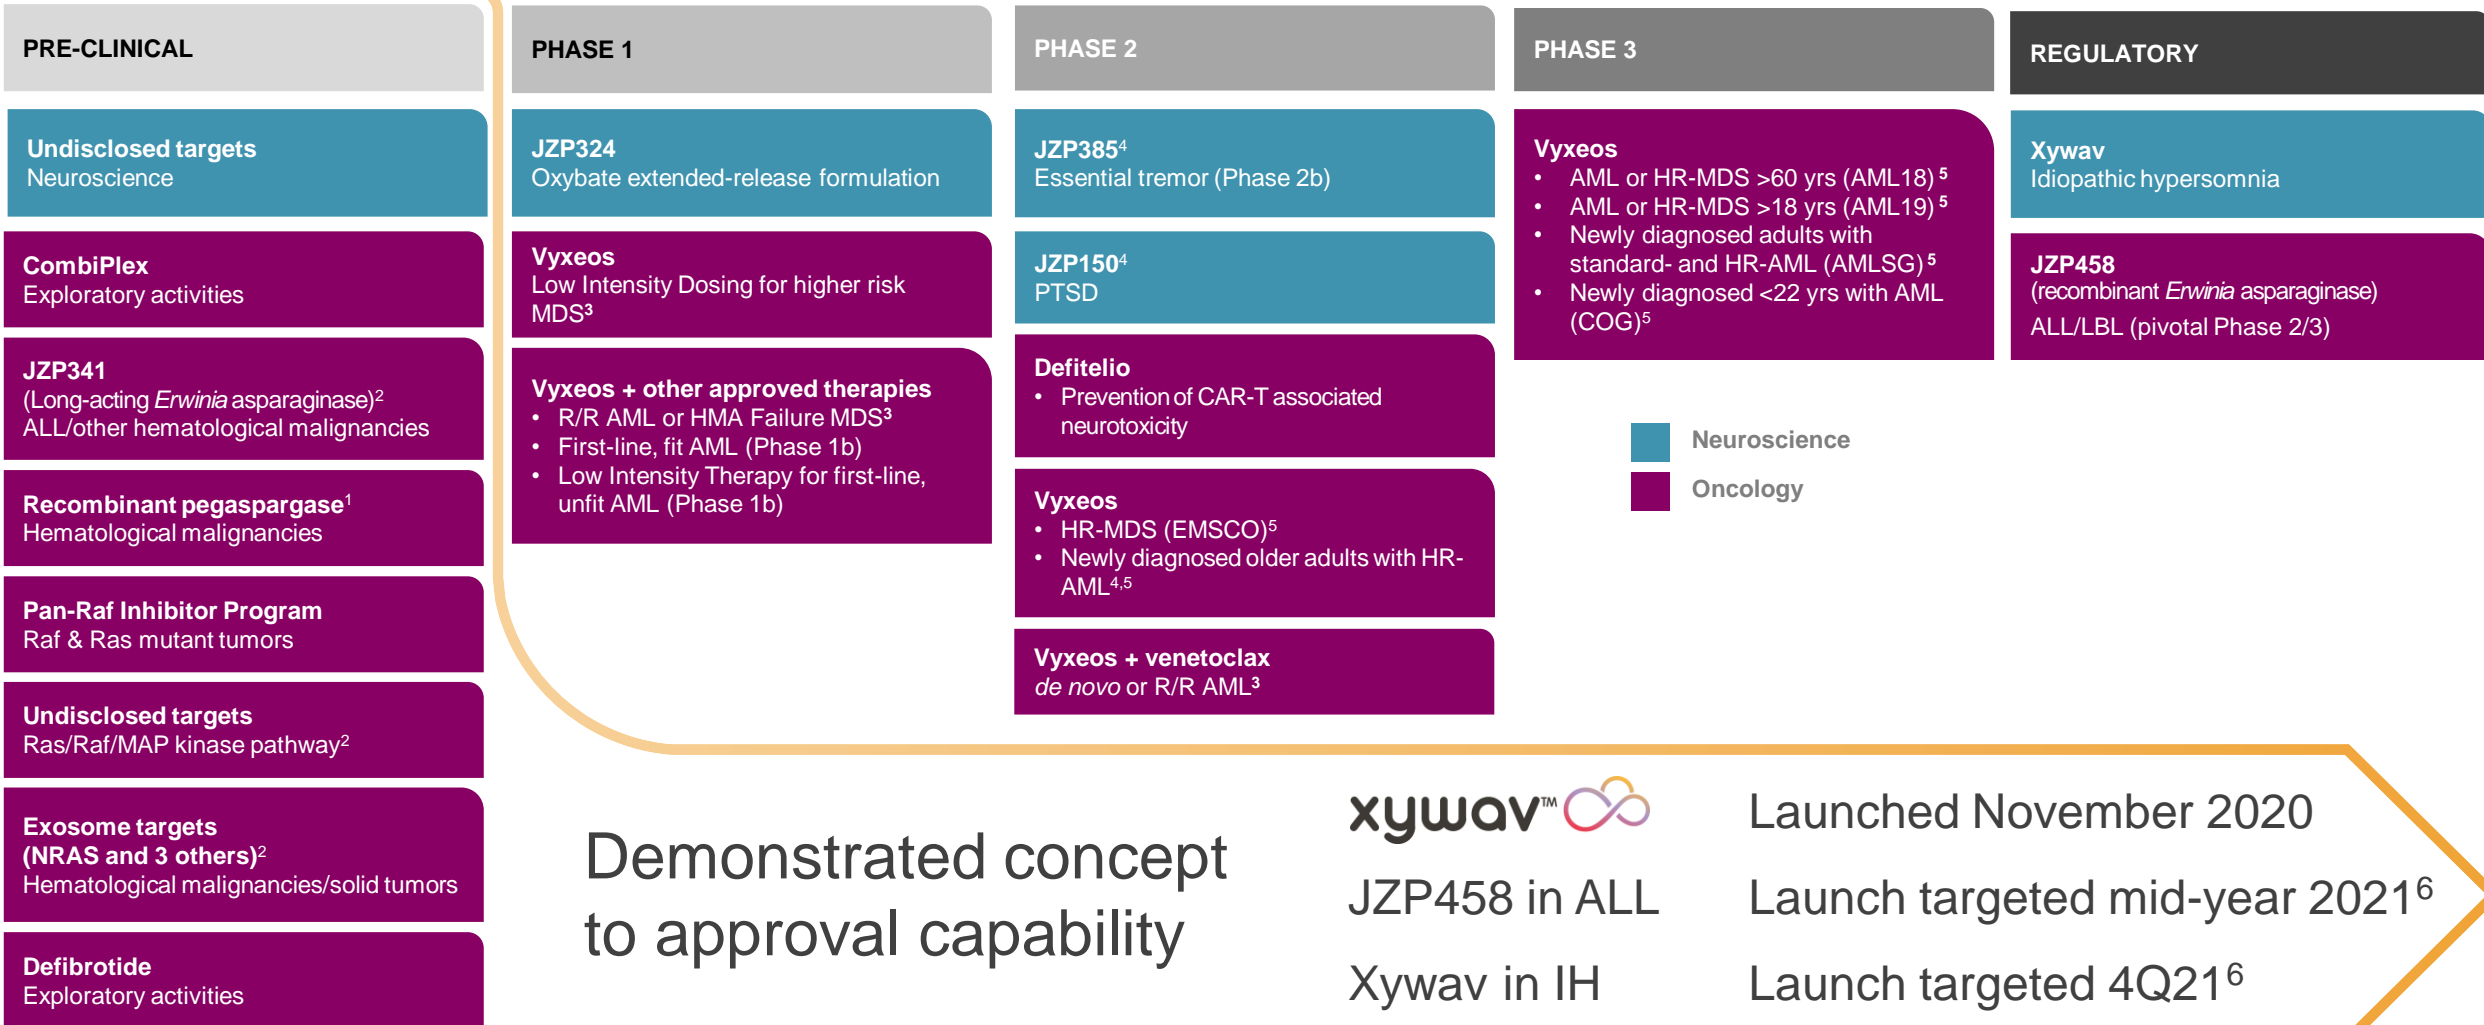 PRE-CLINICAL
Undisclosed targets
Neuroscience
CombiPlex
Exploratory activities
JZP341
(Long-acting Erwinia asparaginase)2
ALL/other hematological malignancies
Recombinant pegaspargase1
Hematological malignancies
Pan-Raf Inhibitor Program
Raf & Ras mutant tumors
Undisclosed targets
Ras/Raf/MAP kinase pathway2
Exosome targets
(NRAS and 3 others)2
Hematological malignancies/solid tumors
Defibrotide
Exploratory activities
PHASE 1
JZP324
Oxybate extended-release formulation
Vyxeos
Low Intensity Dosing for higher risk
MDS3
Vyxeos + other approved therapies
• R/R AML or HMA Failure MDS3
• First-line, fit AML (Phase 1b)
• Low Intensity Therapy for first-line,
unfit AML (Phase 1b)
PHASE 2
JZP3854
Essential tremor (Phase 2b)
JZP1504
PTSD
Defitelio
• Prevention of CAR-T associated
neurotoxicity
Vyxeos
• HR-MDS (EMSCO)5
• Newly diagnosed older adults with HR-
AML4,5
Vyxeos + venetoclax
de novo or R/R AML3
PHASE 3
Vyxeos
• AML or HR-MDS >60 yrs (AML18) 5
• AML or HR-MDS >18 yrs (AML19) 5
• Newly diagnosed adults with
standard- and HR-AML (AMLSG) 5
• Newly diagnosed <22 yrs with AML
(COG)5
REGULATORY
Xywav
Idiopathic hypersomnia
JZP458
(recombinant Erwinia asparaginase)
ALL/LBL (pivotal Phase 2/3)
Neuroscience
Oncology
Demonstrated concept
to approval capability
xywav™ Launched November 2020
JZP458 in ALL Launch targeted mid-year 20216
Xywav in IH Launch targeted 4Q216